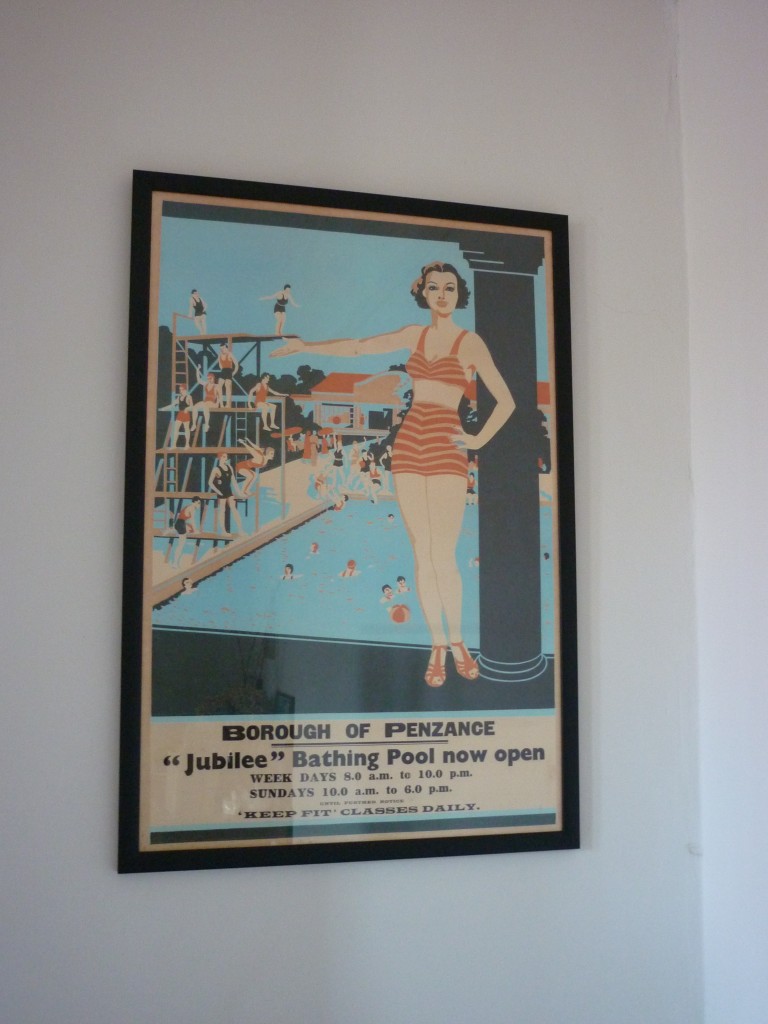 BOROUGH OF PENZANCE
“Jubilee” Bathing Pool now open
WEEK DAYS 8.0 a.m. to 10.0 p.m.
SUNDAYS 10.0 a.m. to 6.0 p.m.
UNTIL FURTHER NOTICE
‘KEEP FIT’ CLASSES DAILY.